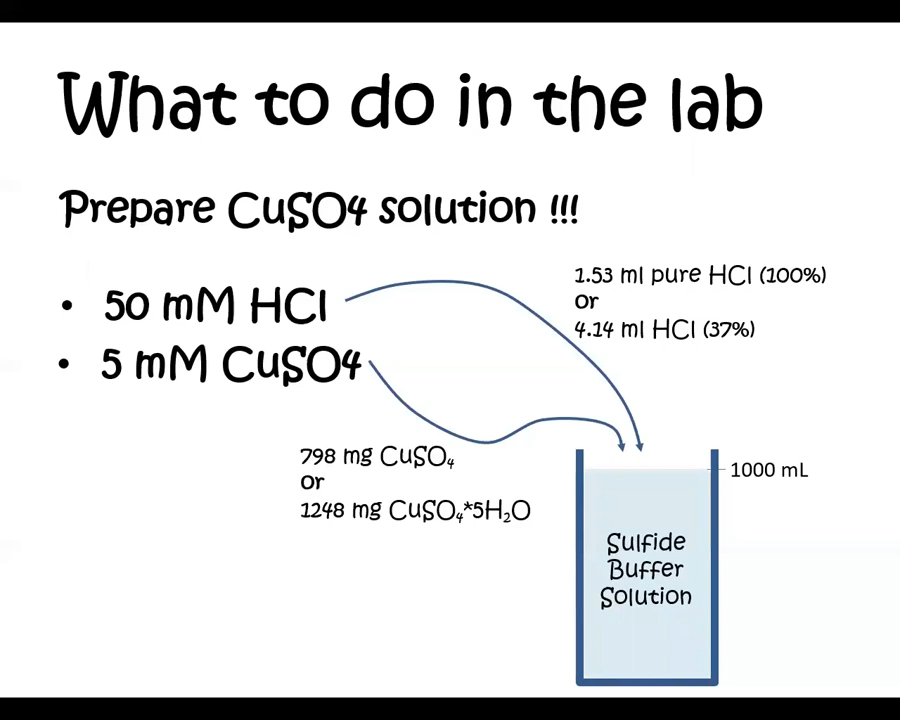 What to do in the lab
Prepare CuSO4 solution !!!
• 50 mM HCl
• 5 mM CuSO4
1.53 ml pure HCl (100%)
or
4.14 ml HCl (37%)
798 mg CuSO₄
or
1248 mg CuSO₄*5H₂O
1000 mL
Sulfide
Buffer
Solution